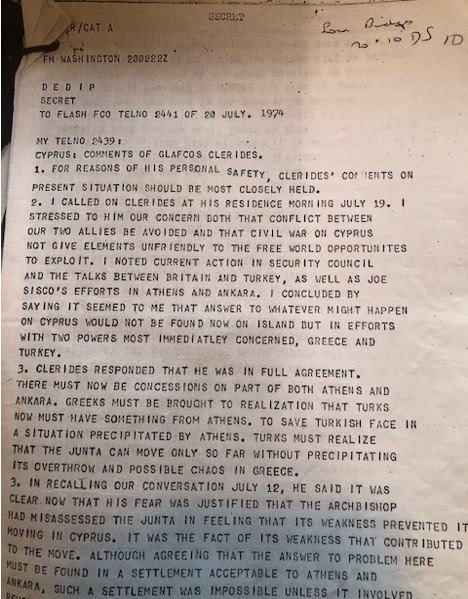 SECRET
R/CAT A
FM WASHINGTON 200222Z
D E D I P
SECRET
TO FLASH FCO TELNO 2441 OF 20 JULY. 1974
MY TELNO 2439:
CYPRUS: COMMENTS OF GLAFCOS CLERIDES.
1. FOR REASONS OF HIS PERSONAL SAFETY, CLERIDES' COMMENTS ON
PRESENT SITUATION SHOULD BE MOST CLOSELY HELD.
2. I CALLED ON CLERIDES AT HIS RESIDENCE MORNING JULY 19. I
STRESSED TO HIM OUR CONCERN BOTH THAT CONFLICT BETWEEN
OUR TWO ALLIES BE AVOIDED AND THAT CIVIL WAR ON CYPRUS
NOT GIVE ELEMENTS UNFRIENDLY TO THE FREE WORLD OPPORTUNITES
TO EXPLOIT. I NOTED CURRENT ACTION IN SECURITY COUNCIL
AND THE TALKS BETWEEN BRITAIN AND TURKEY, AS WELL AS JOE
SISCO'S EFFORTS IN ATHENS AND ANKARA. I CONCLUDED BY
SAYING IT SEEMED TO ME THAT ANSWER TO WHATEVER MIGHT HAPPEN
ON CYPRUS WOULD NOT BE FOUND NOW ON ISLAND BUT IN EFFORTS
WITH TWO POWERS MOST IMMEDIATLEY CONCERNED, GREECE AND
TURKEY.
3. CLERIDES RESPONDED THAT HE WAS IN FULL AGREEMENT.
THERE MUST NOW BE CONCESSIONS ON PART OF BOTH ATHENS AND
ANKARA. GREEKS MUST BE BROUGHT TO REALIZATION THAT TURKS
NOW MUST HAVE SOMETHING FROM ATHENS. TO SAVE TURKISH FACE IN
A SITUATION PRECIPITATED BY ATHENS. TURKS MUST REALIZE
THAT THE JUNTA CAN MOVE ONLY SO FAR WITHOUT PRECIPITATING
ITS OVERTHROW AND POSSIBLE CHAOS IN GREECE.
3. IN RECALLING OUR CONVERSATION JULY 12, HE SAID IT WAS
CLEAR NOW THAT HIS FEAR WAS JUSTIFIED THAT THE ARCHBISHOP
HAD MISASSESSED THE JUNTA IN FEELING THAT ITS WEAKNESS PREVENTED IT
MOVING IN CYPRUS. IT WAS THE FACT OF ITS WEAKNESS THAT CONTRIBUTED
TO THE MOVE. ALTHOUGH AGREEING THAT THE ANSWER TO PROBLEM HERE
MUST BE FOUND IN A SETTLEMENT ACCEPTABLE TO ATHENS AND
ANKARA, SUCH A SETTLEMENT WAS IMPOSSIBLE UNLESS IT INVOLVED